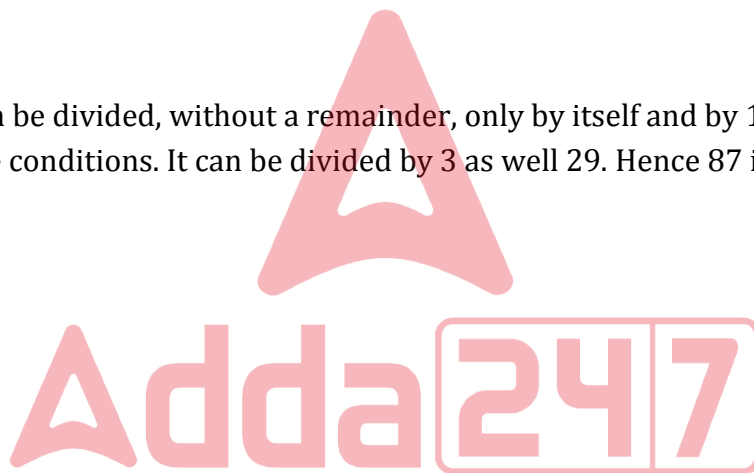 be divided, without a remainder, only by itself and by 1
conditions. It can be divided by 3 as well 29. Hence 87 i
Adda247